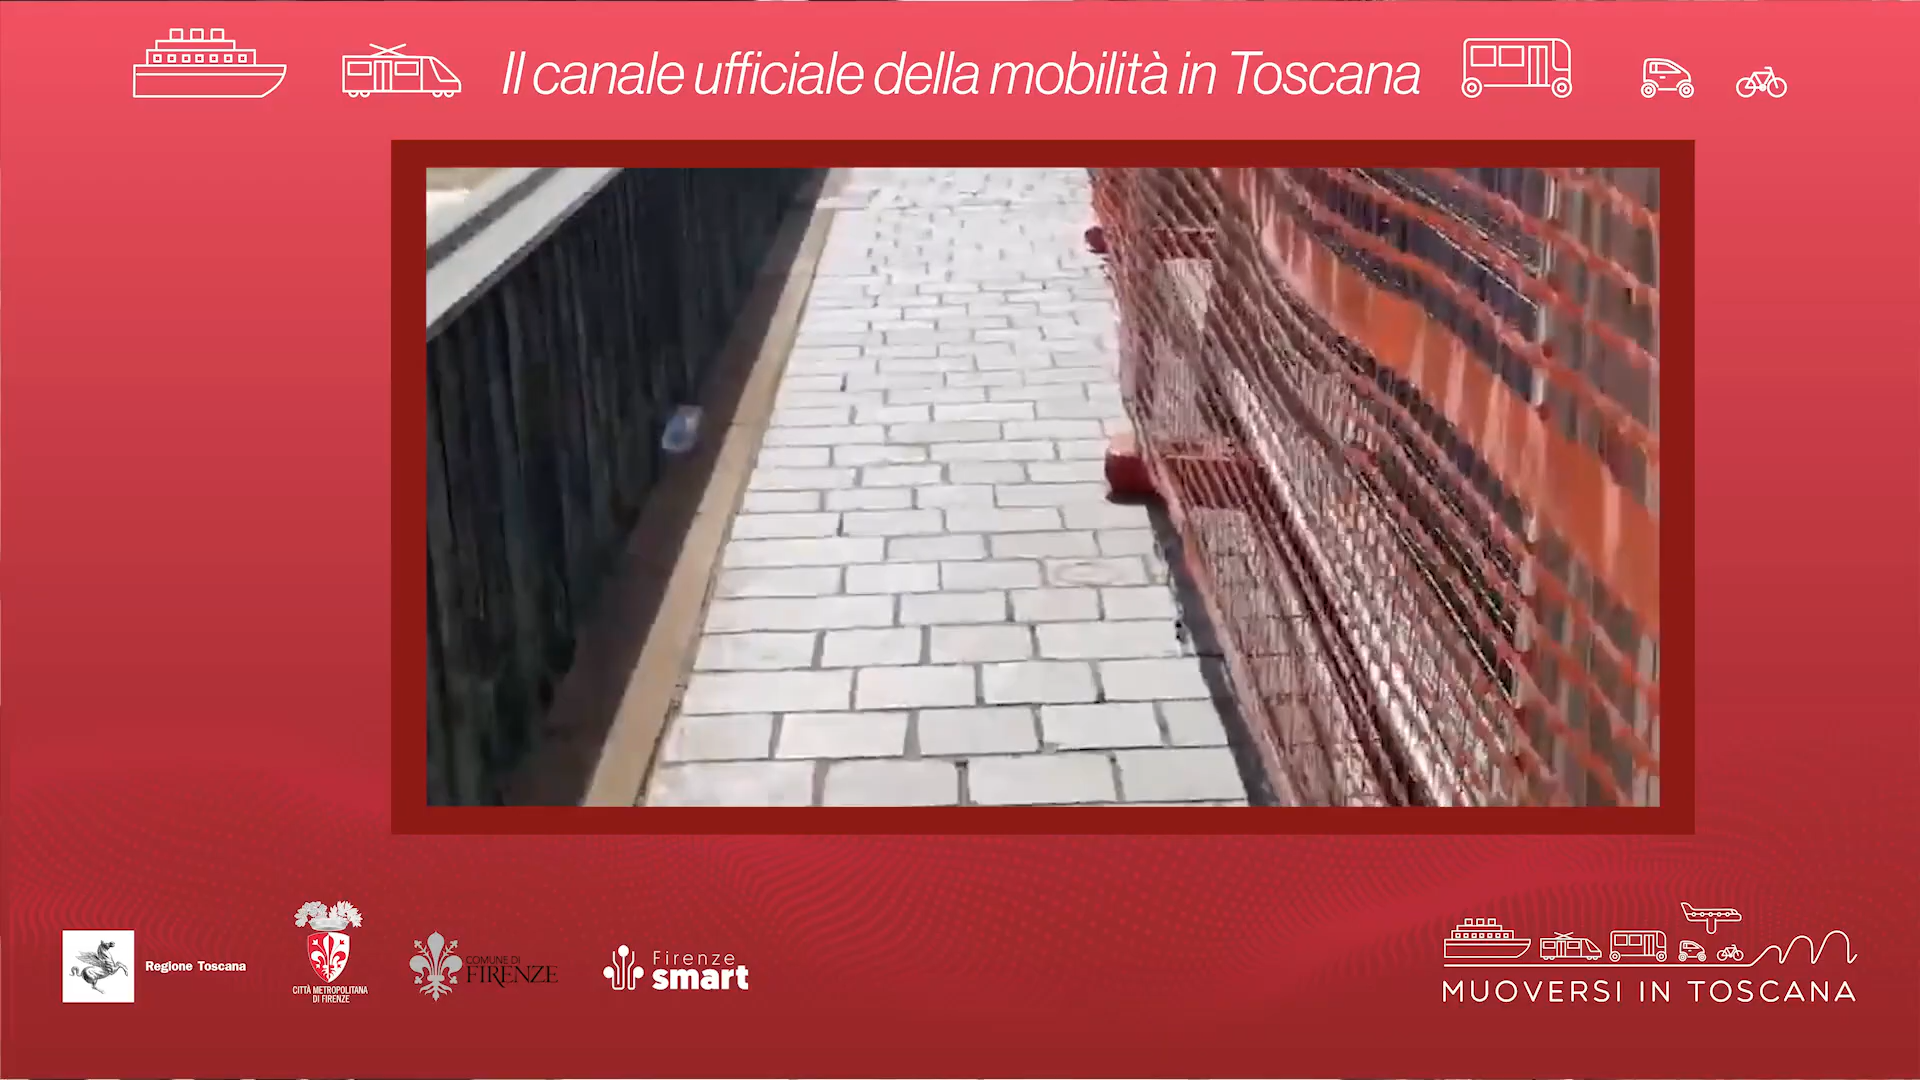 Il canale ufficiale della mobilità in Toscana
Regione Toscana
CITTÀ METROPOLITANA
DI FIRENZE
COMUNE DI
FIRENZE
Firenze
smart
MUOVERSI IN TOSCANA